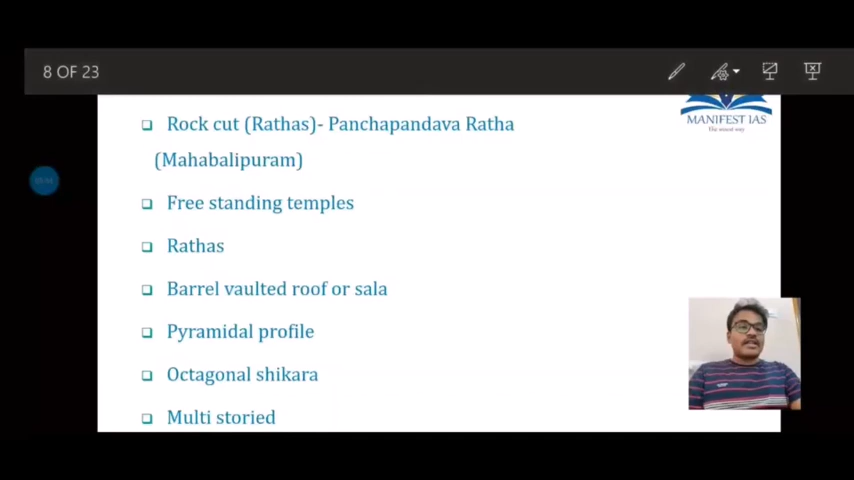 8 OF 23
MANIFEST IAS
The smart way
Rock cut (Rathas)- Panchapandava Ratha
(Mahabalipuram)
Free standing temples
Rathas
Barrel vaulted roof or sala
Pyramidal profile
Octagonal shikara
Multi storied